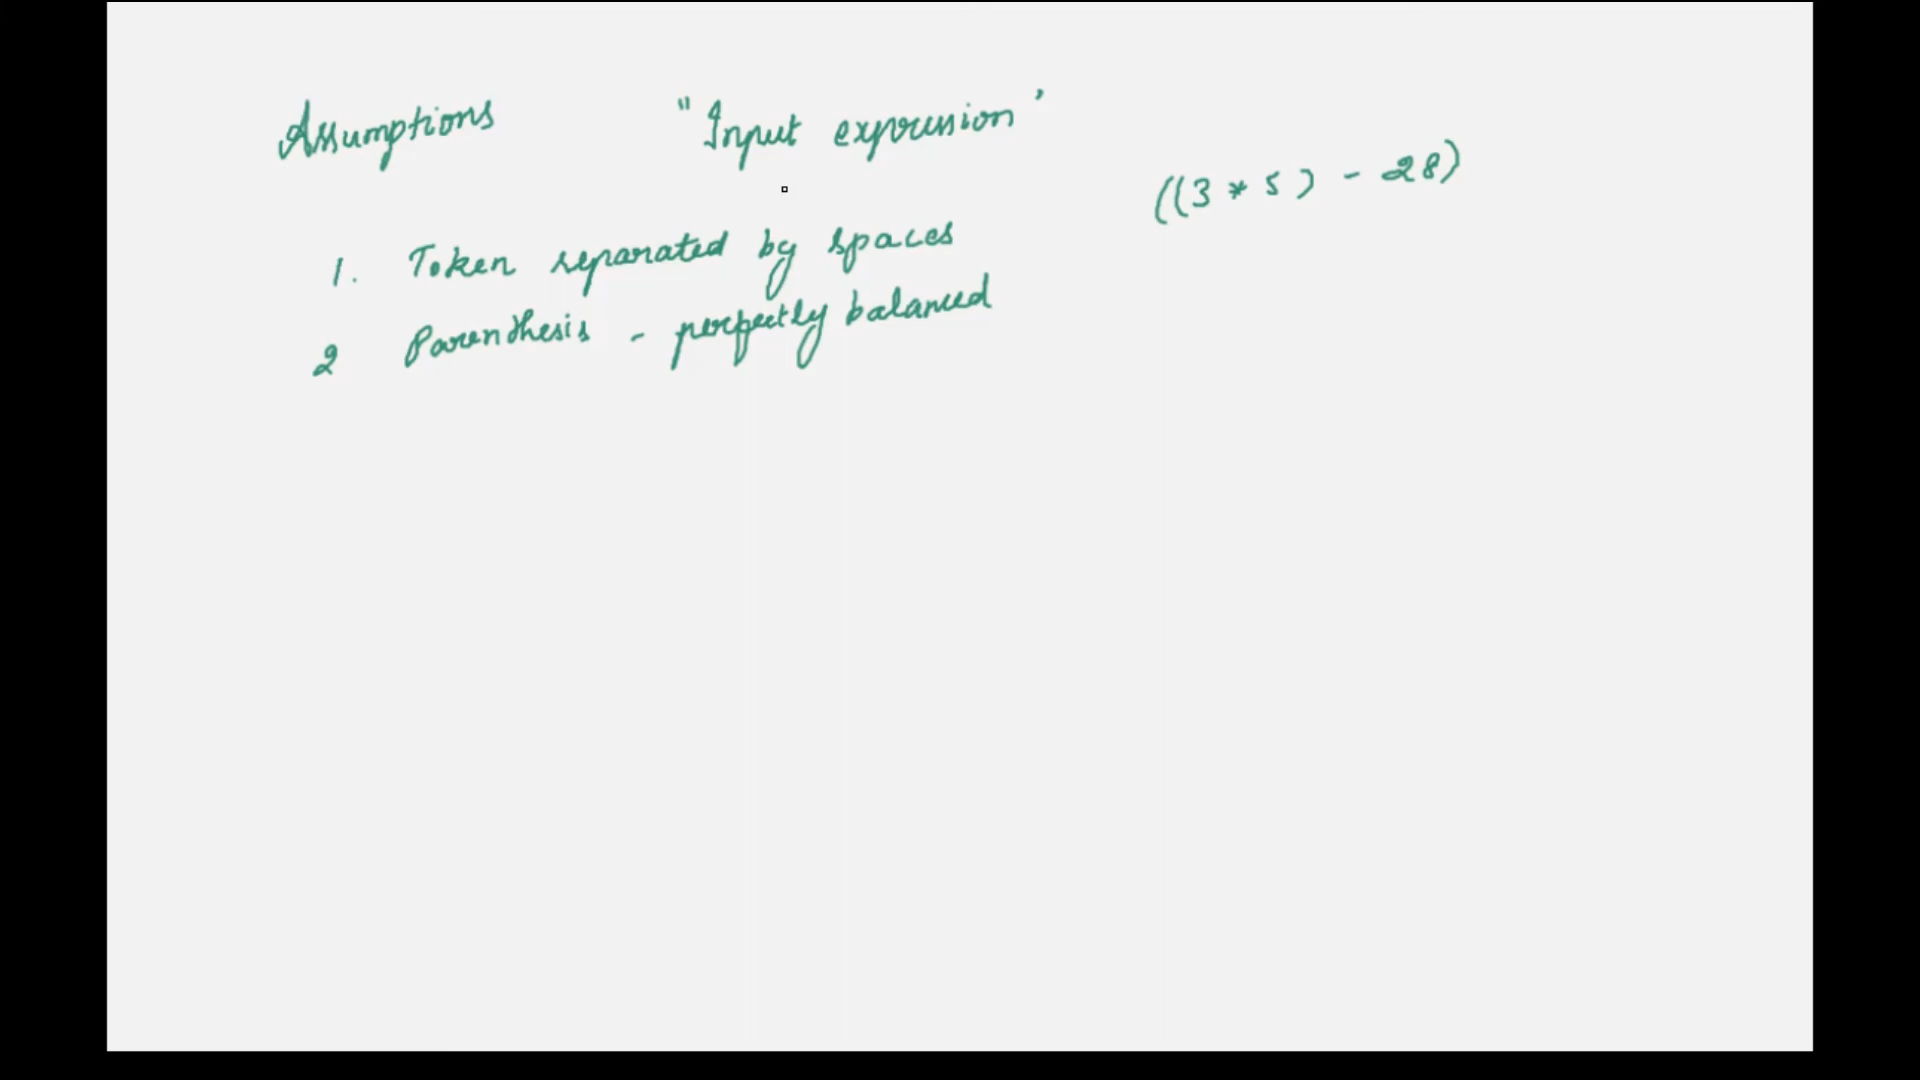 Assumptions "Input expression'
((3 * 5) - 28)
1. Token separated by spaces
2 Parenthesis - perfectly balanced